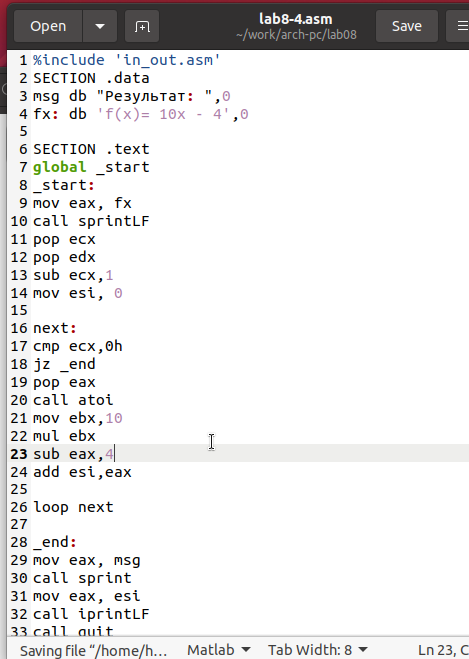 Open
lab8-4.asm
~/work/arch-pc/lab08
Save
1 %include 'in_out.asm'
2 SECTION .data
3 msg db "Результат: ",0
4 fx: db 'f(x)= 10x - 4',0
5
6 SECTION .text
7 global _start
8 _start:
9 mov eax, fx
10 call sprintLF
11 pop ecx
12 pop edx
13 sub ecx,1
14 mov esi, 0
15
16 next:
17 cmp ecx,0h
18 jz _end
19 pop eax
20 call atoi
21 mov ebx,10
22 mul ebx
23 sub eax,4
24 add esi,eax
25
26 loop next
27
28 _end:
29 mov eax, msg
30 call sprint
31 mov eax, esi
32 call iprintLF
33 call quit
Saving file “/home/h... Matlab Tab Width: 8 Ln 23, C